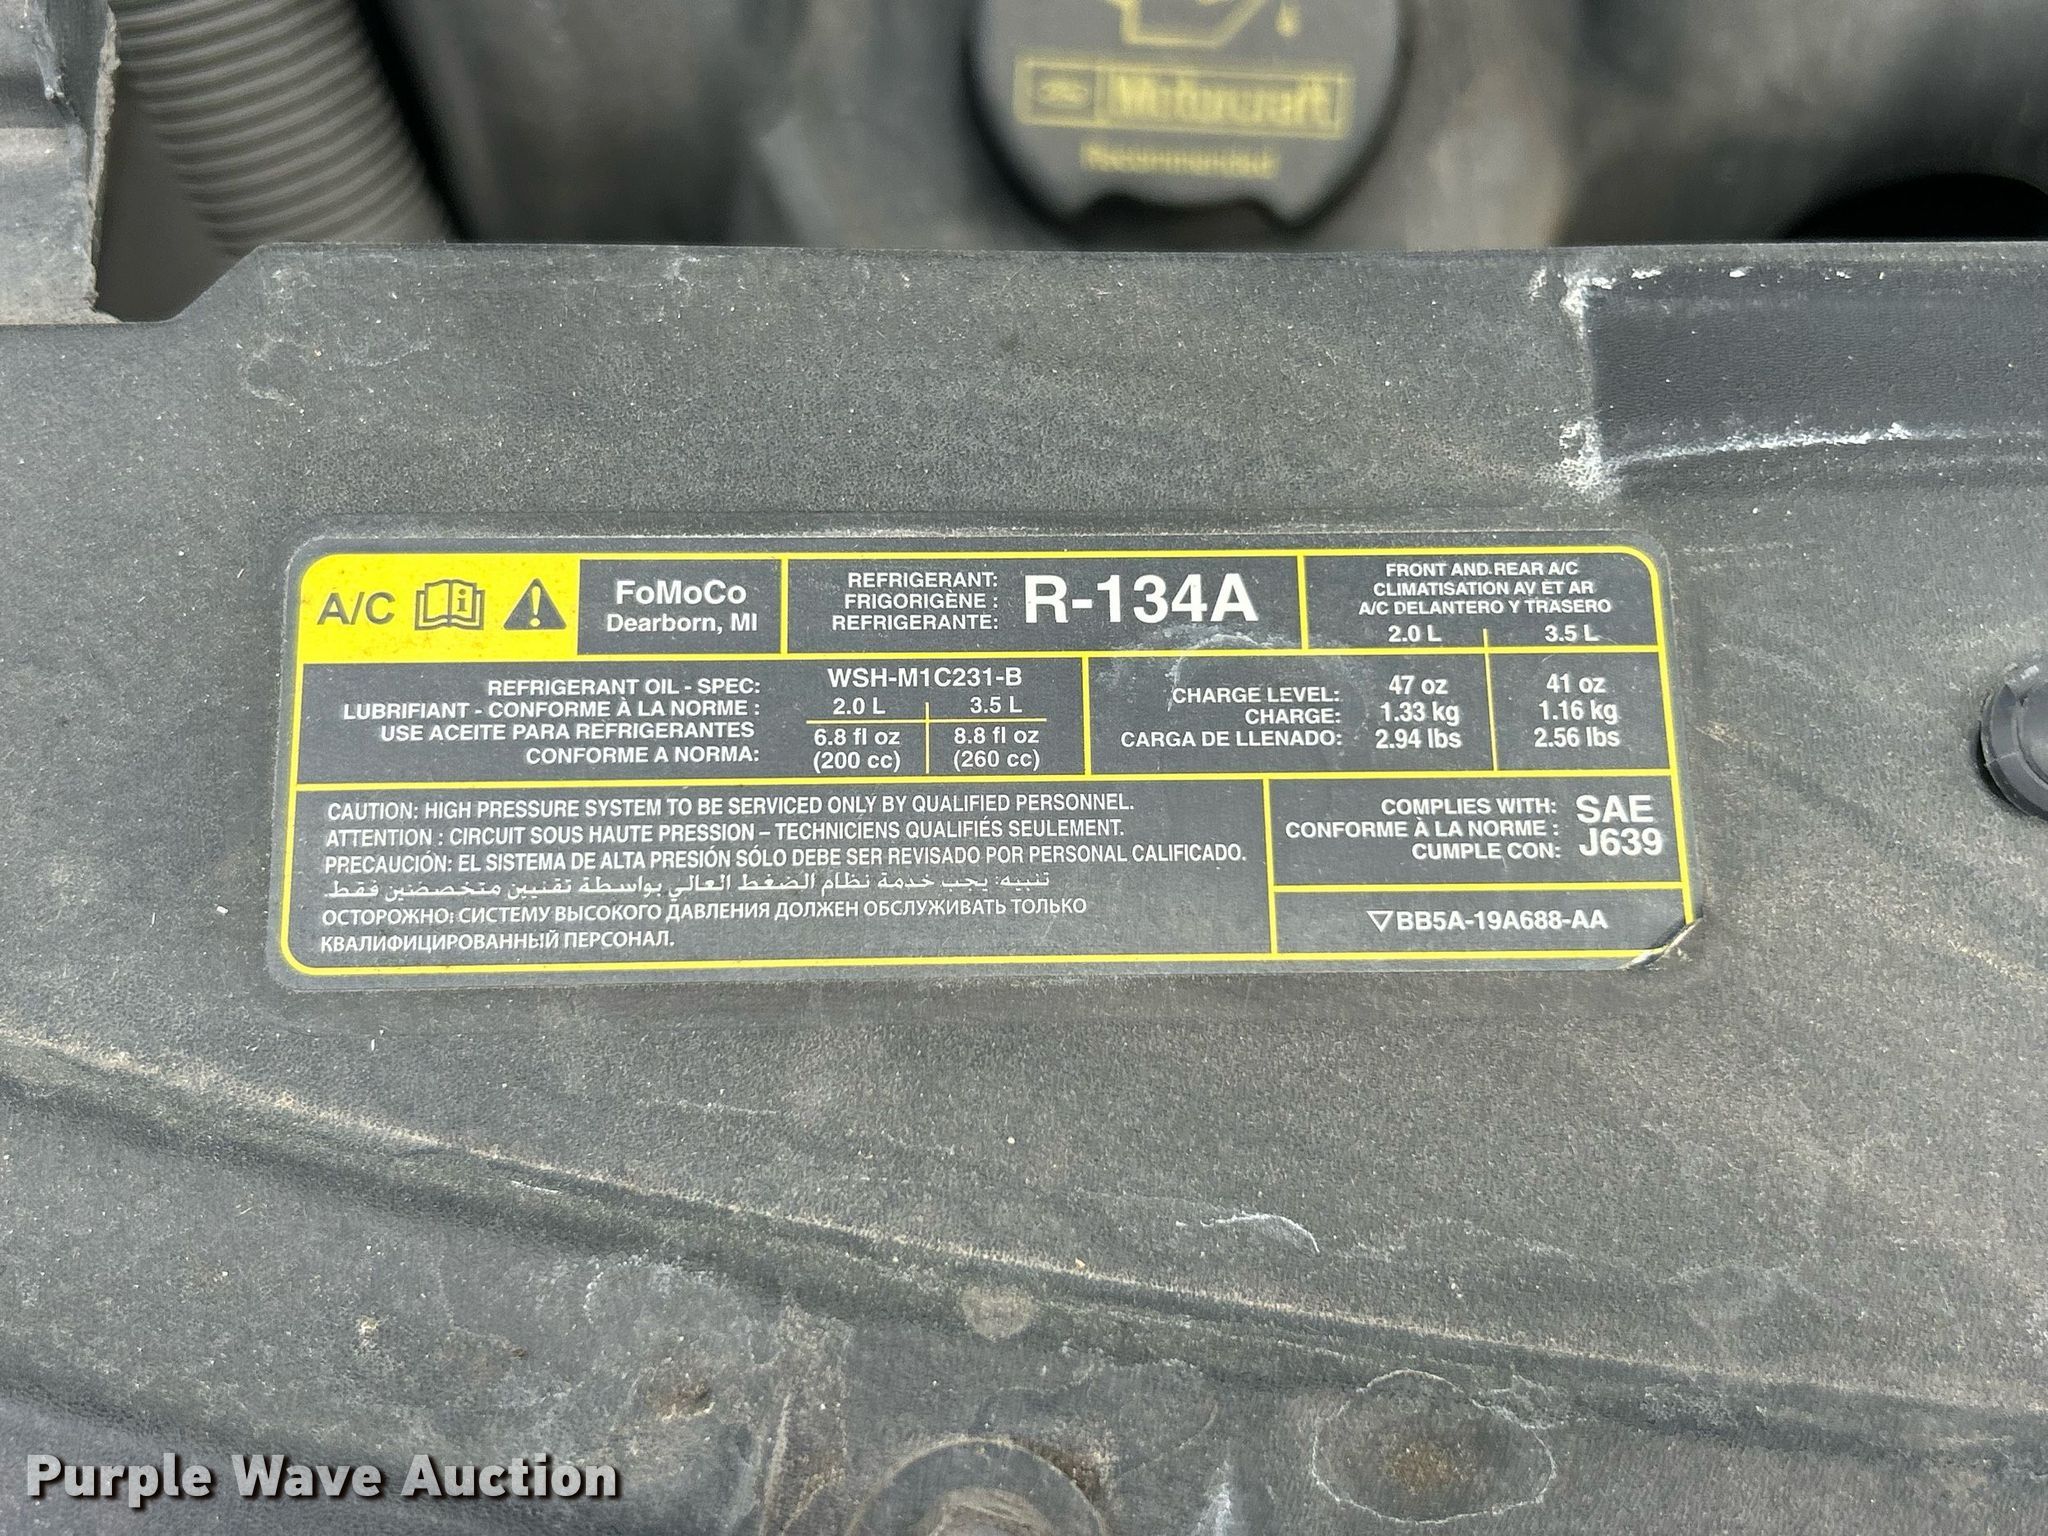 Motorcraft
Recommended
A/C
FoMoCo
Dearborn, MI
REFRIGERANT:
FRIGORIGÈNE :
REFRIGERANTE:
R-134A
FRONT AND REAR A/C
CLIMATISATION AV ET AR
A/C DELANTERO Y TRASERO
2.0 L 3.5 L
REFRIGERANT OIL - SPEC:
LUBRIFIANT - CONFORME À LA NORME :
USE ACEITE PARA REFRIGERANTES
CONFORME A NORMA:
WSH-M1C231-B
2.0 L 3.5 L
6.8 fl oz 8.8 fl oz
(200 cc) (260 cc)
CHARGE LEVEL: 47 oz 41 oz
CHARGE: 1.33 kg 1.16 kg
CARGA DE LLENADO: 2.94 lbs 2.56 lbs
CAUTION: HIGH PRESSURE SYSTEM TO BE SERVICED ONLY BY QUALIFIED PERSONNEL.
ATTENTION : CIRCUIT SOUS HAUTE PRESSION – TECHNICIENS QUALIFIÉS SEULEMENT.
PRECAUCIÓN: EL SISTEMA DE ALTA PRESIÓN SÓLO DEBE SER REVISADO POR PERSONAL CALIFICADO.
تنبيه: يجب خدمة نظام الضغط العالي بواسطة تقنيين متخصصين فقط.
ОСТОРОЖНО: СИСТЕМУ ВЫСОКОГО ДАВЛЕНИЯ ДОЛЖЕН ОБСЛУЖИВАТЬ ТОЛЬКО
КВАЛИФИЦИРОВАННЫЙ ПЕРСОНАЛ.
COMPLIES WITH:
CONFORME À LA NORME :
CUMPLE CON:
SAE
J639
▽BB5A-19A688-AA
Purple Wave Auction